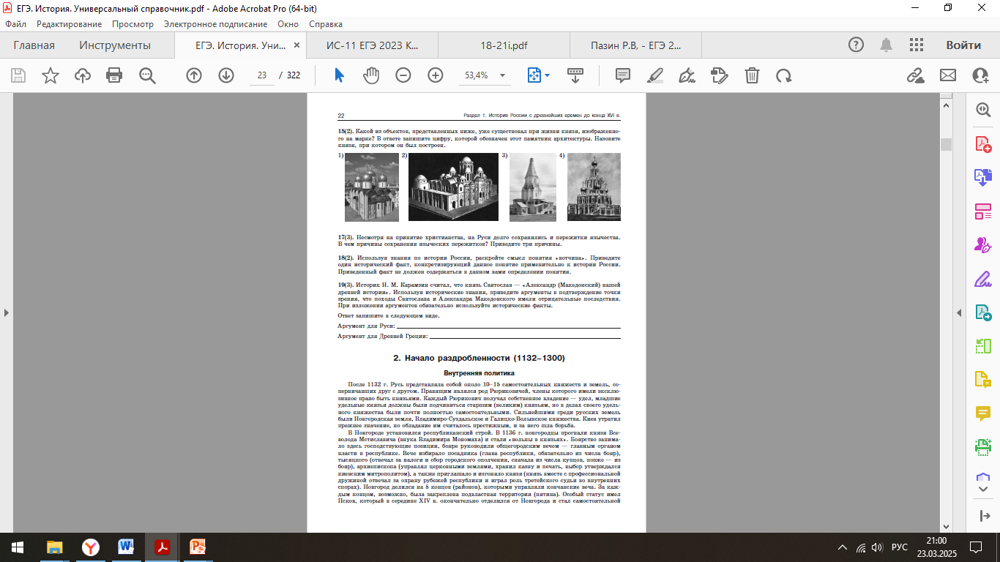 ЕГЭ. История. Универсальный справочник.pdf - Adobe Acrobat Pro (64-bit)
Файл Редактирование Просмотр Электронное подписание Окно Справка
Главная Инструменты ЕГЭ. История. Уни... × ИС-11 ЕГЭ 2023 К... 18-21i.pdf Пазин Р.В, - ЕГЭ 2... Войти
23 / 322 53,4%
22 Раздел 1. История России с древнейших времен до конца XVI в.
15(2). Какой из объектов, представленных ниже, уже существовал при жизни князя, изображенно-
го на марке? В ответе запишите цифру, которой обозначен этот памятник архитектуры. Назовите
князя, при котором он был построен.
1) 2) 3) 4)
17(3). Несмотря на принятие христианства, на Руси долго сохранялись и пережитки язычества.
В чем причины сохранения языческих пережитков? Приведите три причины.
18(2). Используя знания по истории России, раскройте смысл понятия «вотчина». Приведите
один исторический факт, конкретизирующий данное понятие применительно к истории России.
Приведенный факт не должен содержаться в данном вами определении понятия.
19(3). Историк Н. М. Карамзин считал, что князь Святослав — «Александр (Македонский) нашей
древней истории». Используя исторические знания, приведите аргументы в подтверждение точки
зрения, что походы Святослава и Александра Македонского имели отрицательные последствия.
При изложении аргументов обязательно используйте исторические факты.
Ответ запишите в следующем виде.
Аргумент для Руси:
Аргумент для Древней Греции:
2. Начало раздробленности (1132–1300)
Внутренняя политика
После 1132 г. Русь представляла собой около 10–15 самостоятельных княжеств и земель, со-
перничавших друг с другом. Правящим являлся род Рюриковичей, члены которого имели эксклю-
зивное право быть князьями. Каждый Рюрикович получал собственное владение — удел, младшие
удельные князья должны были подчиняться старшим (великим) князьям, но в делах своего удель-
ного княжества были почти полностью самостоятельными. Сильнейшими среди русских земель
были Новгородская земля, Владимиро-Суздальское и Галицко-Волынское княжества. Киев утратил
прежнее значение, но обладание им считалось престижным, и за него шла борьба.
В Новгороде установился республиканский строй. В 1136 г. новгородцы прогнали князя Все-
волода Мстиславича (внука Владимира Мономаха) и стали «вольны в князьях». Боярство занима-
ло здесь господствующие позиции, бояре руководили общегородским вечем — главным органом
власти в республике. Вече избирало посадника (глава республики, обязательно из числа бояр),
тысяцкого (отвечал за налоги и сбор городского ополчения, сначала из числа купцов, позже — из
бояр), архиепископа (управлял церковными землями, хранил казну и печать, выбор утверждался
киевским митрополитом), а также приглашало и изгоняло князя (князь вместе с профессиональной
дружиной отвечал за охрану рубежей республики и играл роль третейского судьи во внутренних
спорах). Новгород делился на 5 концов (районов), которыми управляли кончанские веча. За каж-
дым концом, возможно, была закреплена подвластная территория (пятина). Особый статус имел
Псков, который в середине XIV в. окончательно отделился от Новгорода и стал самостоятельной
РУС 21:00
23.03.2025